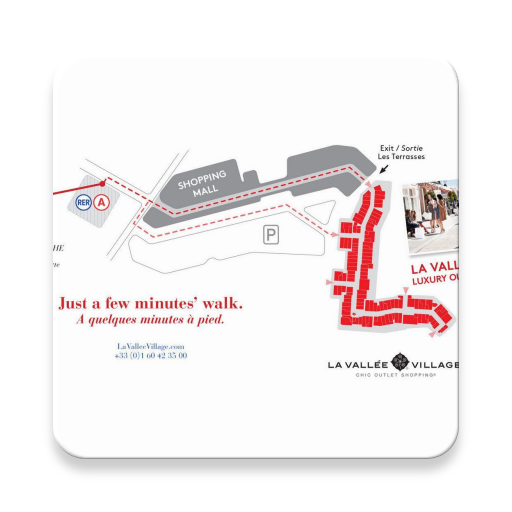 Exit / Sortie
Les Terrasses
SHOPPING
MALL
RER A
P
HE
LA VALL
LUXURY OU
Just a few minutes' walk.
A quelques minutes à pied.
LaValleeVillage.com
+33 (0)1 60 42 35 00
LA VALLÉE VILLAGE
CHIC OUTLET SHOPPING®